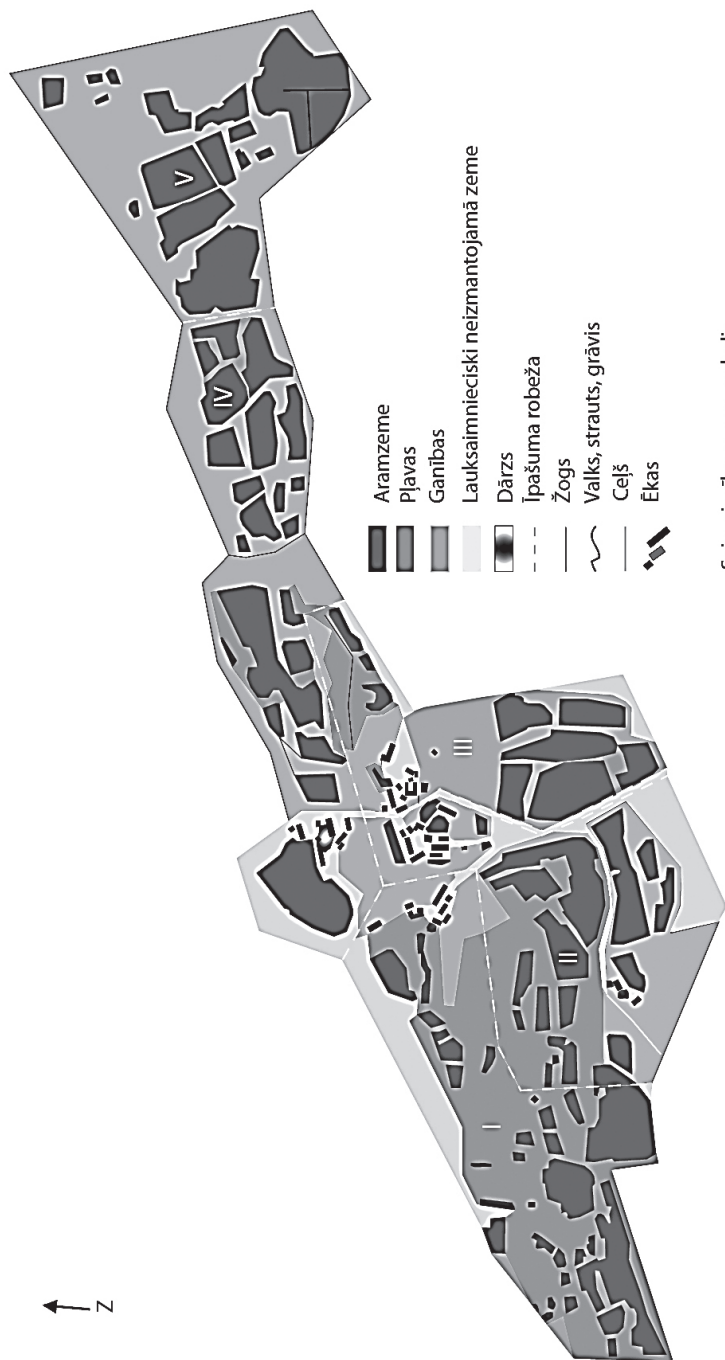 Z
I
II
III
IV
V
Aramzeme
Pļavas
Ganības
Lauksaimnieciski neizmantojamā zeme
Dārzs
Īpašuma robeža
Žogs
Valks, strauts, grāvis
Ceļš
Ēkas